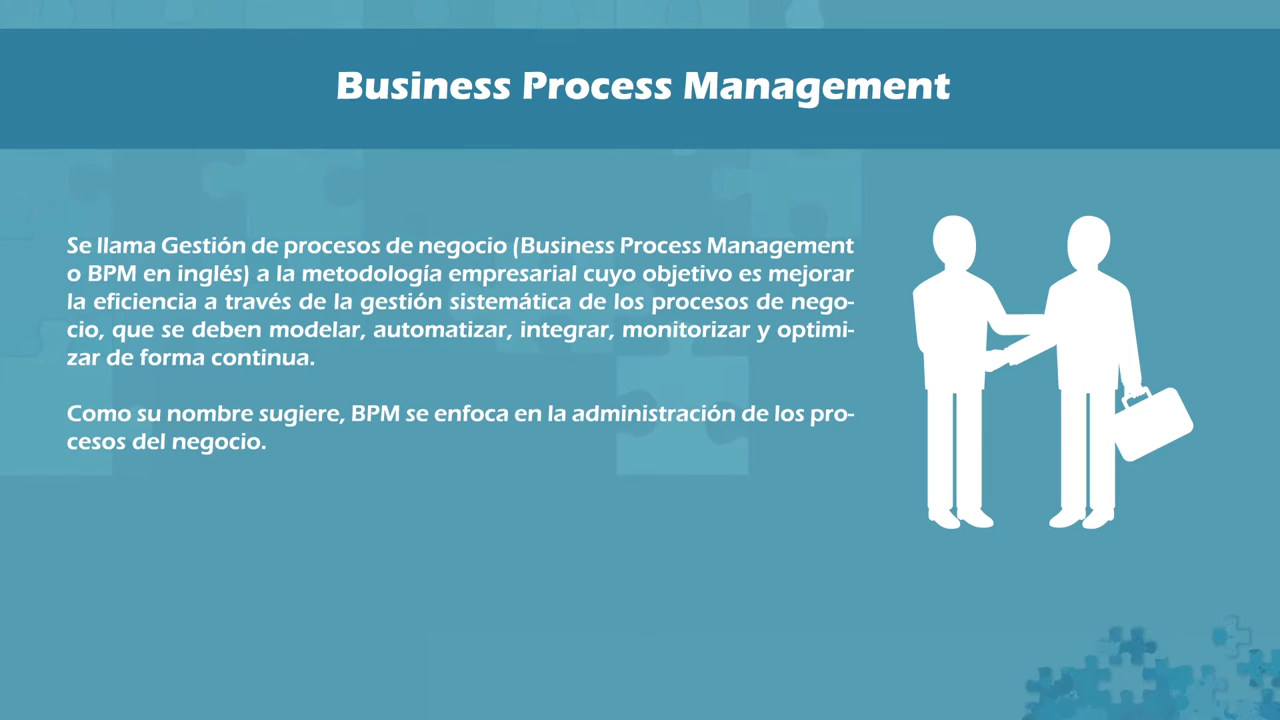 Business Process Management
Se llama Gestión de procesos de negocio (Business Process Management
o BPM en inglés) a la metodología empresarial cuyo objetivo es mejorar
la eficiencia a través de la gestión sistemática de los procesos de nego-
cio, que se deben modelar, automatizar, integrar, monitorizar y optimi-
zar de forma continua.
Como su nombre sugiere, BPM se enfoca en la administración de los pro-
cesos del negocio.